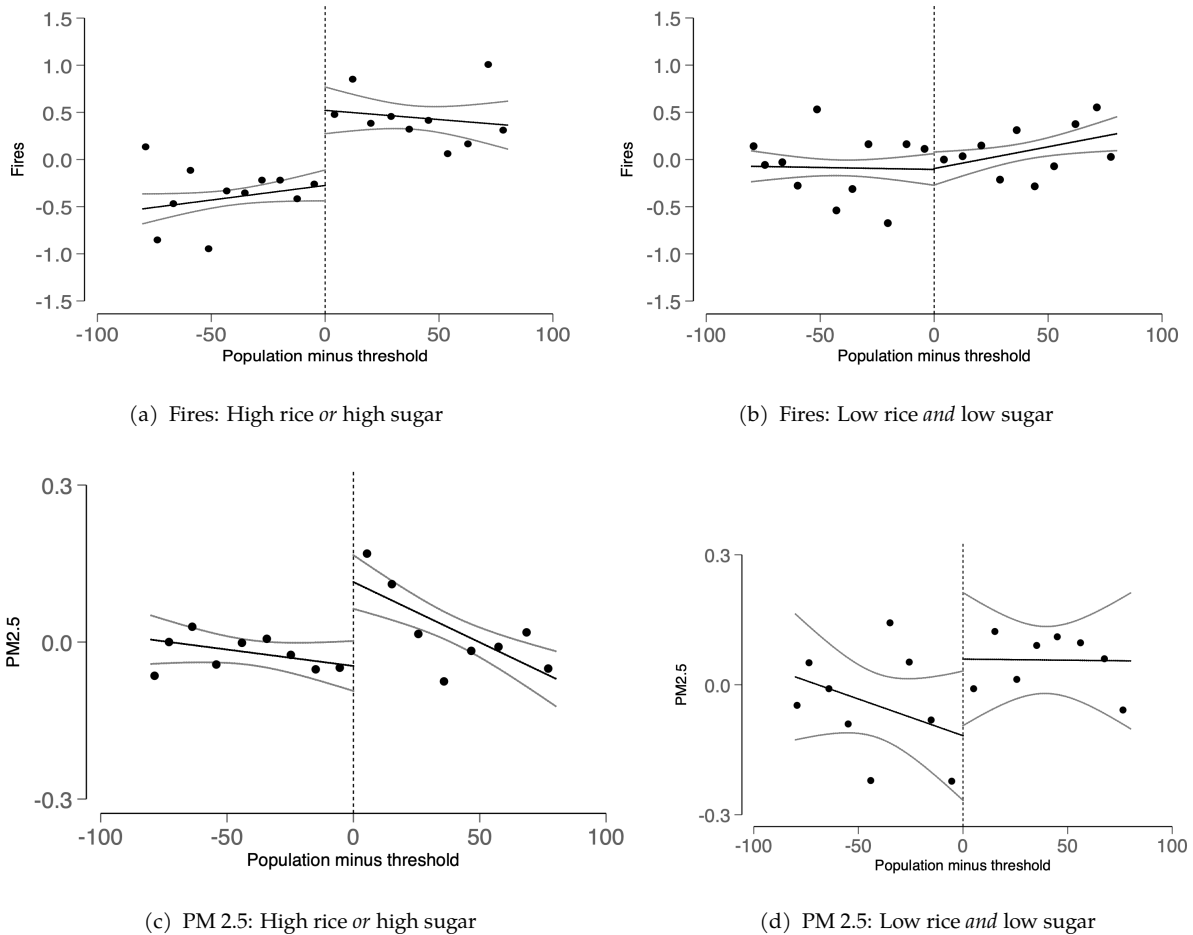 1.5
1.0
0.5
0.0
-0.5
-1.0
-1.5
Fires
-100 -50 0 50 100
Population minus threshold
(a) Fires: High rice or high sugar
1.5
1.0
0.5
0.0
0.5
1.0
1.5
Fires
-100 -50 0 50 100
Population minus threshold
(b) Fires: Low rice and low sugar
0.3
0.0
-0.3
PM2.5
-100 -50 0 50 100
Population minus threshold
(c) PM 2.5: High rice or high sugar
0.3
0.0
-0.3
PM2.5
-100 -50 0 50 100
Population minus threshold
(d) PM 2.5: Low rice and low sugar